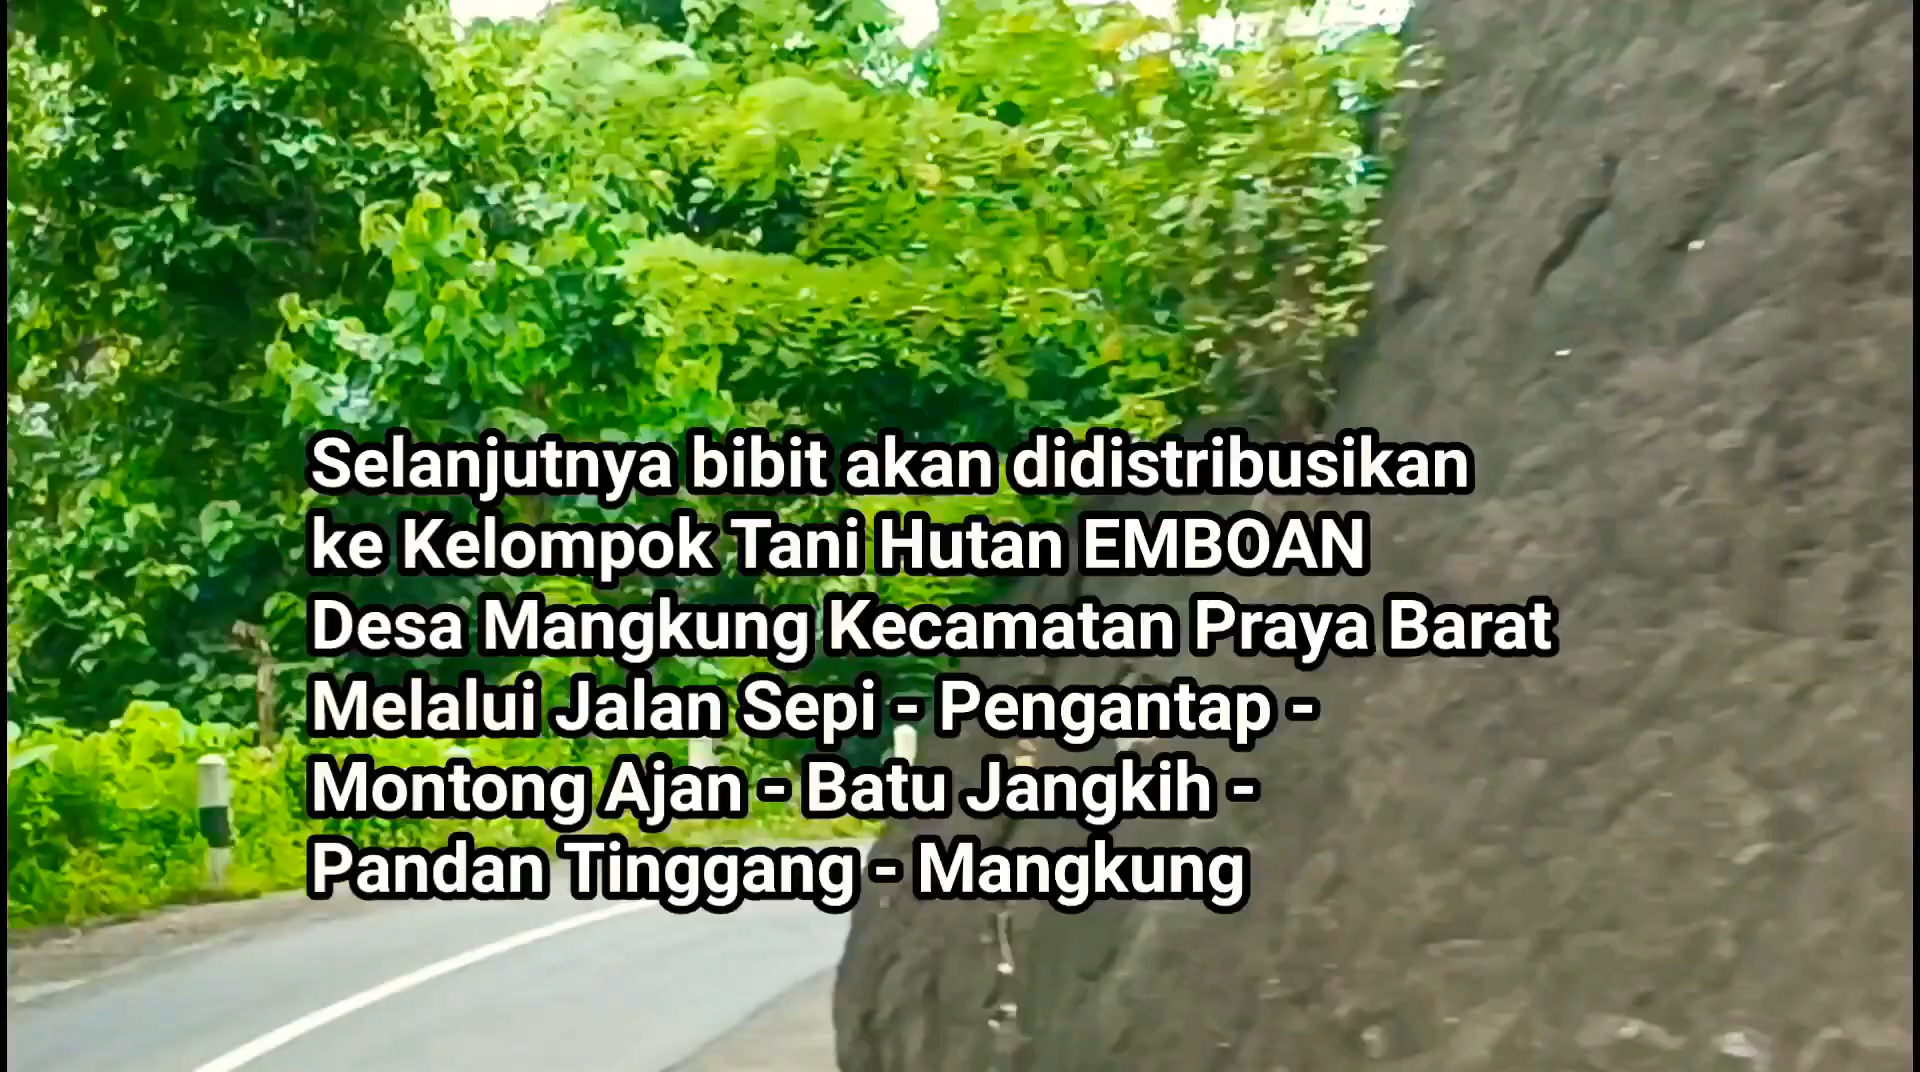 Selanjutnya bibit akan didistribusikan
ke Kelompok Tani Hutan EMBOAN
Desa Mangkung Kecamatan Praya Barat
Melalui Jalan Sepi - Pengantap -
Montong Ajan - Batu Jangkih -
Pandan Tinggang - Mangkung